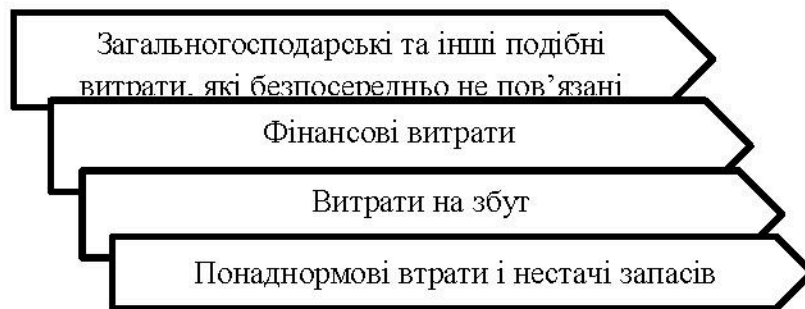 Загальногосподарські та інші подібні
витрати, які безпосередньо не пов’язані
Фінансові витрати
Витрати на збут
Понаднормові втрати і нестачі запасів